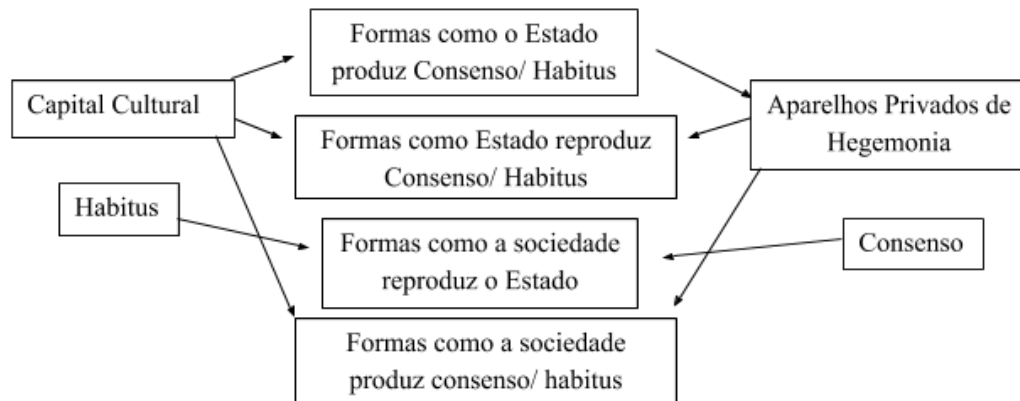 Formas como o Estado
produz Consenso/ Habitus
Capital Cultural
Aparelhos Privados de
Hegemonia
Formas como Estado reproduz
Consenso/ Habitus
Habitus
Formas como a sociedade
reproduz o Estado
Consenso
Formas como a sociedade
produz consenso/ habitus